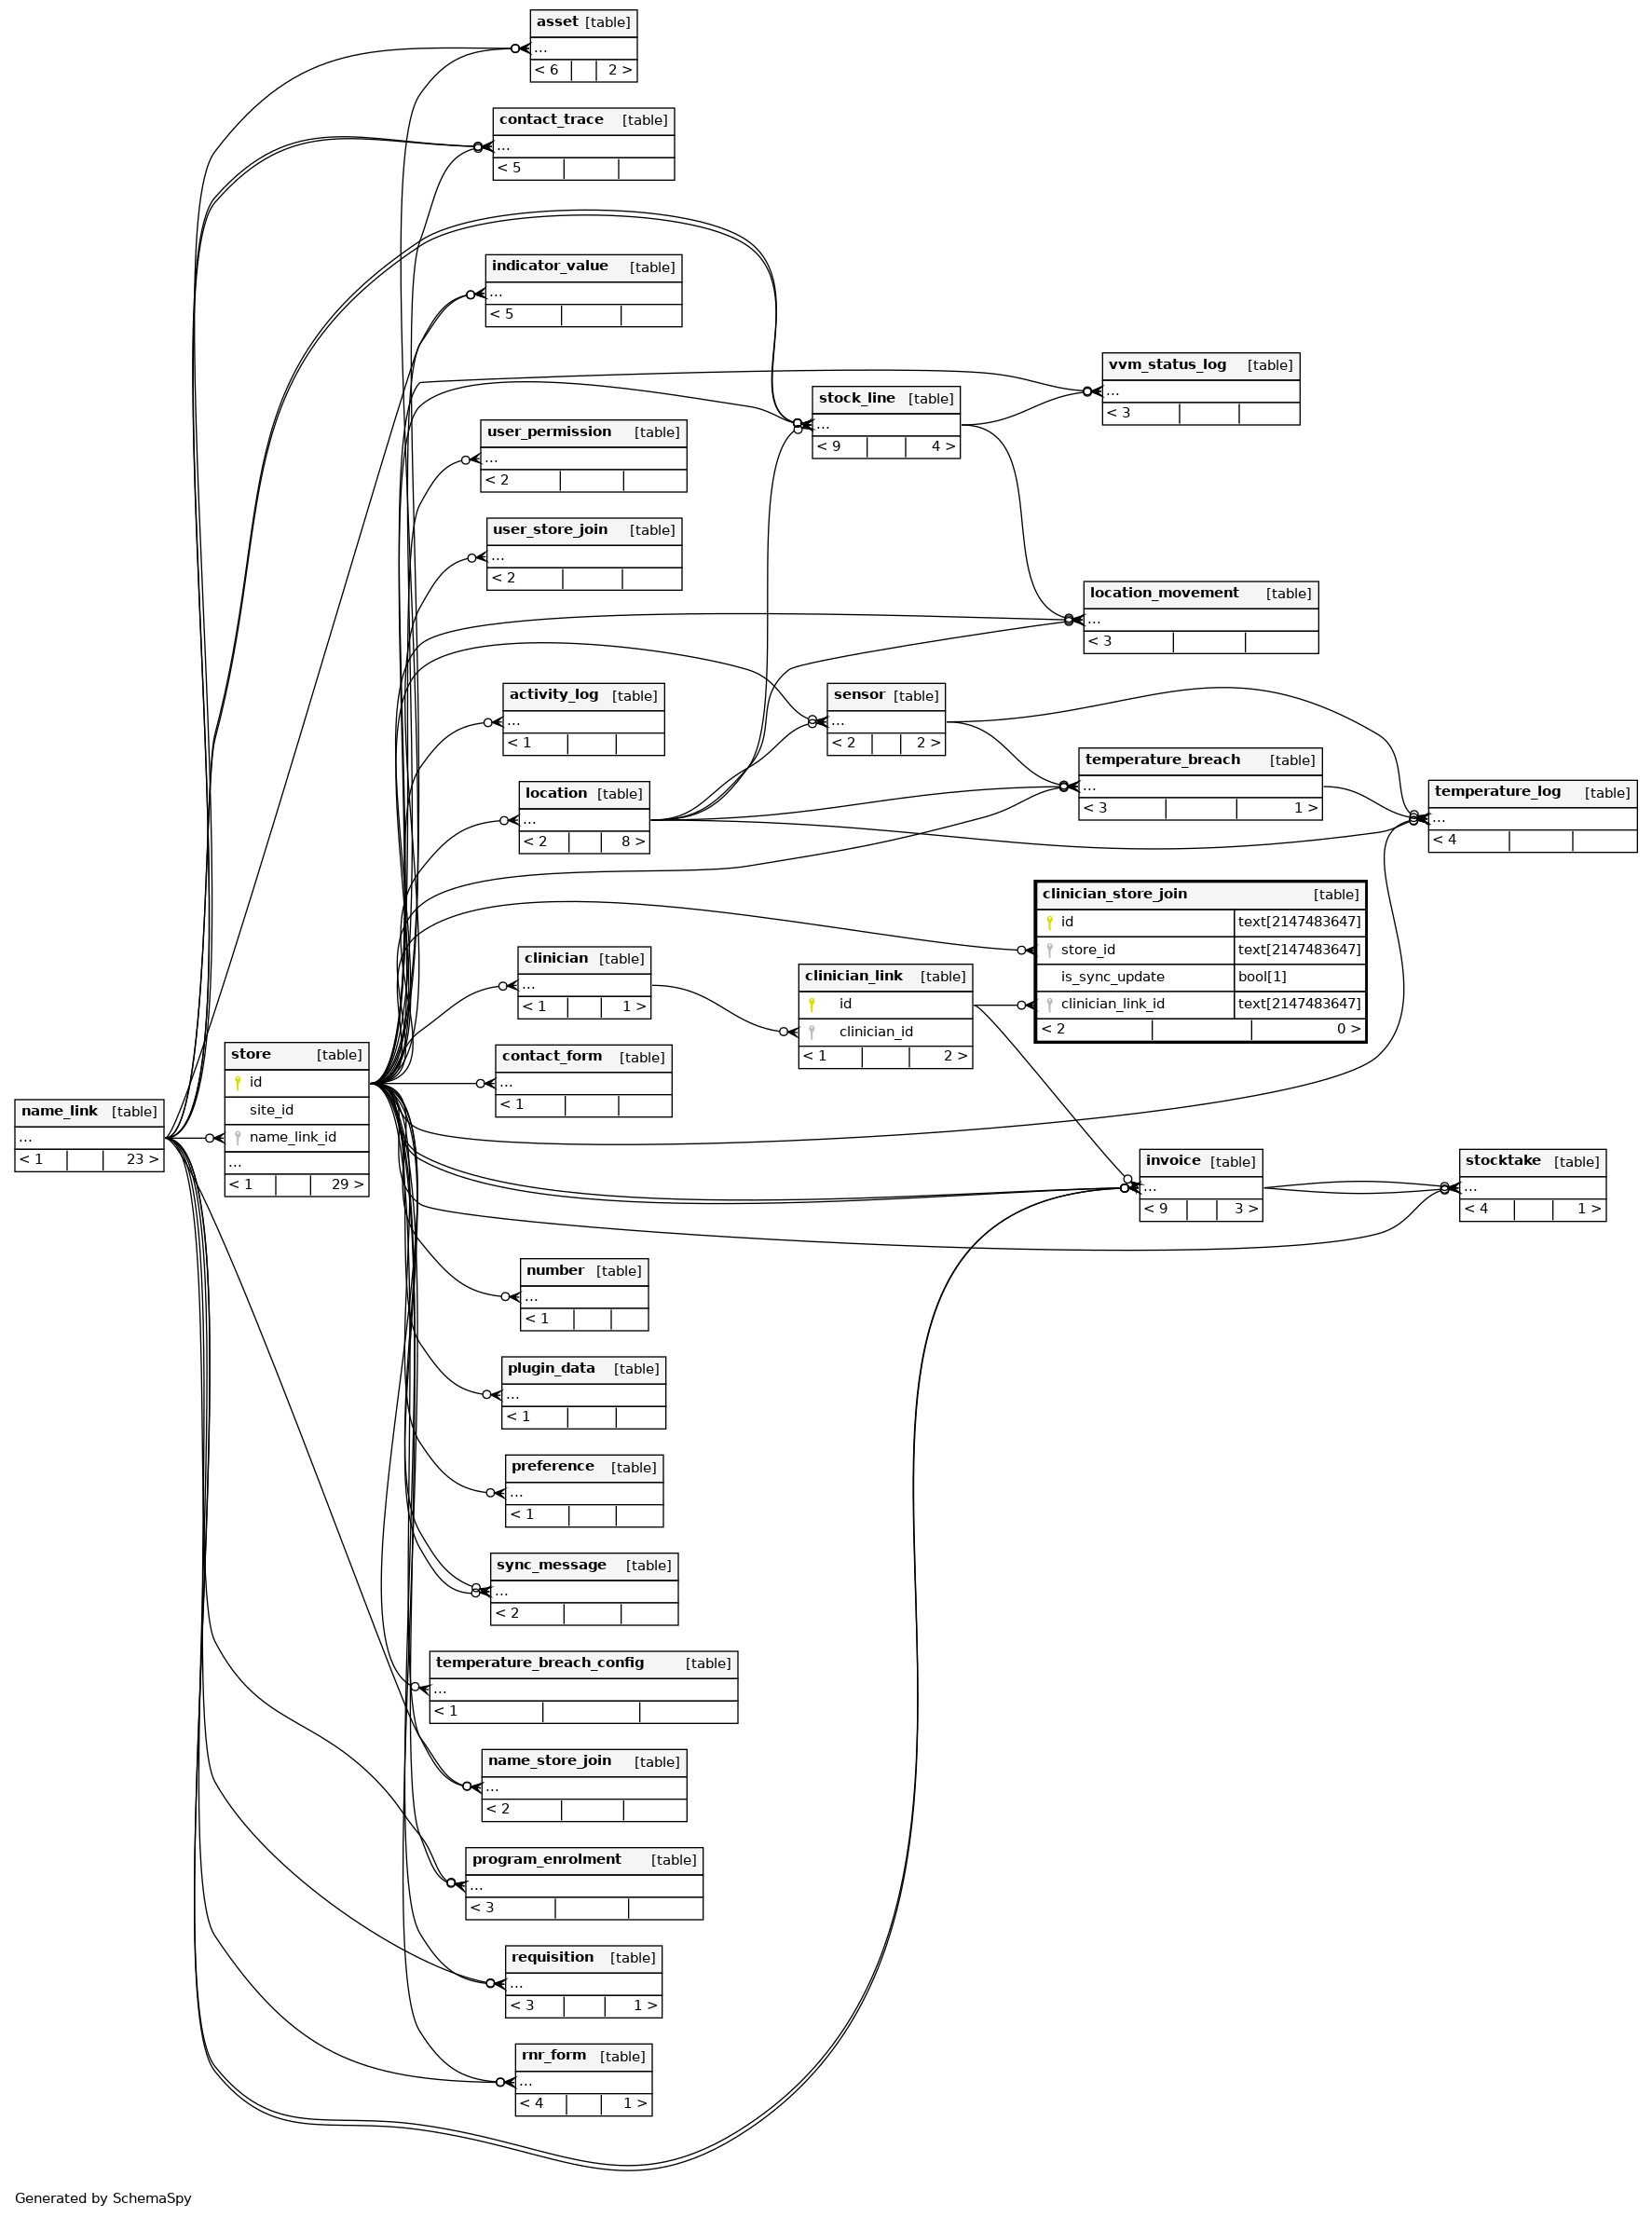 asset [table]
...
< 6 2 >
contact_trace [table]
...
< 5
indicator_value [table]
...
< 5
vvm_status_log [table]
...
< 3
stock_line [table]
...
< 9 4 >
user_permission [table]
...
< 2
user_store_join [table]
...
< 2
location_movement [table]
...
< 3
activity_log [table]
...
< 1
sensor [table]
...
< 2 2 >
temperature_breach [table]
...
< 3 1 >
location [table]
...
< 2 8 >
temperature_log [table]
...
< 4
clinician_store_join [table]
id text[2147483647]
store_id text[2147483647]
is_sync_update bool[1]
clinician_link_id text[2147483647]
< 2 0 >
clinician [table]
...
< 1 1 >
clinician_link [table]
id
clinician_id
< 1 2 >
contact_form [table]
...
< 1
store [table]
id
site_id
name_link_id
...
< 1 29 >
name_link [table]
...
< 1 23 >
invoice [table]
...
< 9 3 >
stocktake [table]
...
< 4 1 >
number [table]
...
< 1
plugin_data [table]
...
< 1
preference [table]
...
< 1
sync_message [table]
...
< 2
temperature_breach_config [table]
...
< 1
name_store_join [table]
...
< 2
program_enrolment [table]
...
< 3
requisition [table]
...
< 3 1 >
rnr_form [table]
...
< 4 1 >
Generated by SchemaSpy